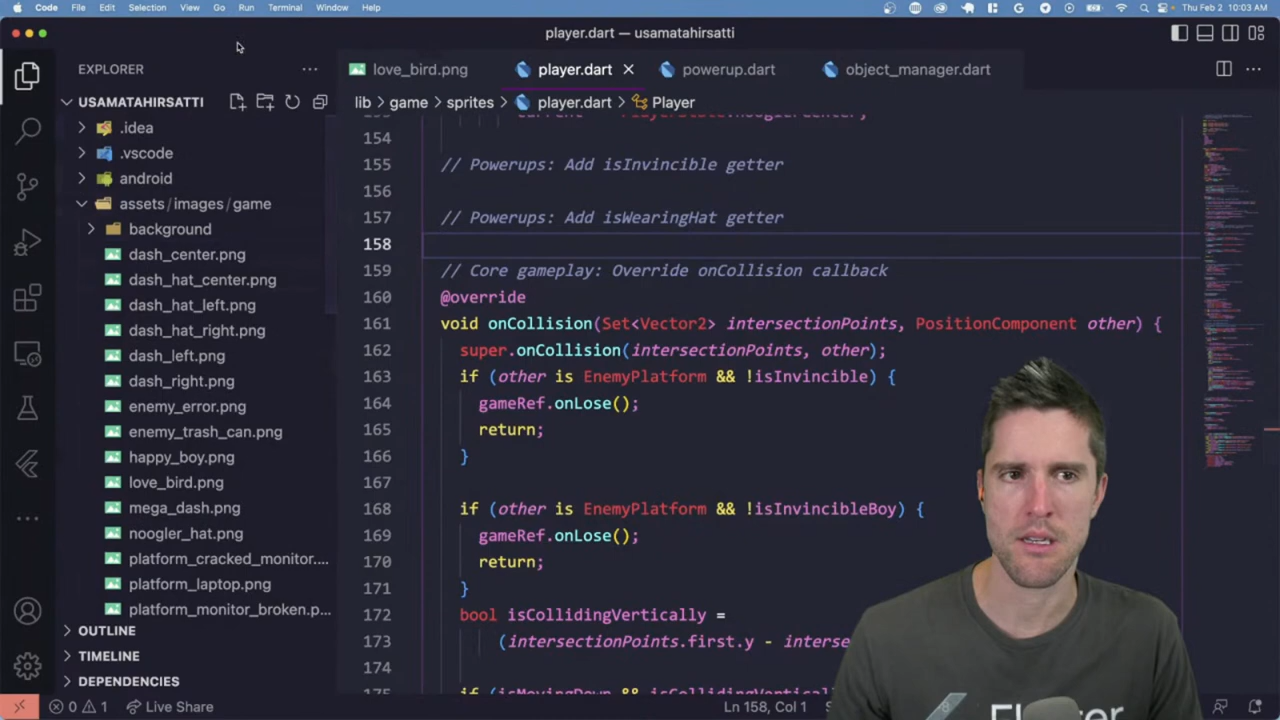 Code File Edit Selection View Go Run Terminal Window Help Thu Feb 2 10:03 AM
player.dart — usamatahirsatti
EXPLORER
USAMATAHIRSATTI
.idea
.vscode
android
assets/images/game
background
dash_center.png
dash_hat_center.png
dash_hat_left.png
dash_hat_right.png
dash_left.png
dash_right.png
enemy_error.png
enemy_trash_can.png
happy_boy.png
love_bird.png
mega_dash.png
noogler_hat.png
platform_cracked_monitor....
platform_laptop.png
platform_monitor_broken.p...
OUTLINE
TIMELINE
DEPENDENCIES
love_bird.png player.dart powerup.dart object_manager.dart
lib > game > sprites > player.dart > Player
154
155 // Powerups: Add isInvincible getter
156
157 // Powerups: Add isWearingHat getter
158
159 // Core gameplay: Override onCollision callback
160 @override
161 void onCollision(Set<Vector2> intersectionPoints, PositionComponent other) {
162 super.onCollision(intersectionPoints, other);
163 if (other is EnemyPlatform && !isInvincible) {
164 gameRef.onLose();
165 return;
166 }
167
168 if (other is EnemyPlatform && !isInvincibleBoy) {
169 gameRef.onLose();
170 return;
171 }
172 bool isCollidingVertically =
173 (intersectionPoints.first.y - interse
174
175 if (isMovingDown && isCollidingVertical
0 1 Live Share Ln 158, Col 1
Flutter